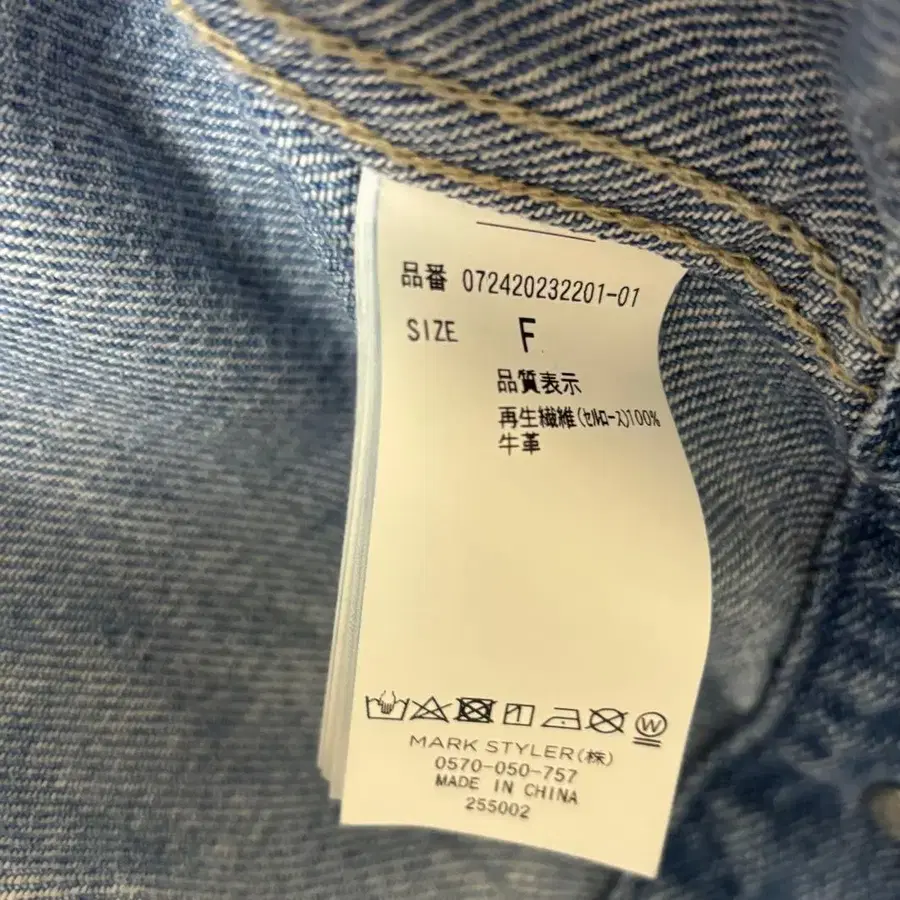 品番 072420232201-01
SIZE F
品質表示
再生繊維(セルロース)100%
牛革
W
MARK STYLER(株)
0570-050-757
MADE IN CHINA
255002